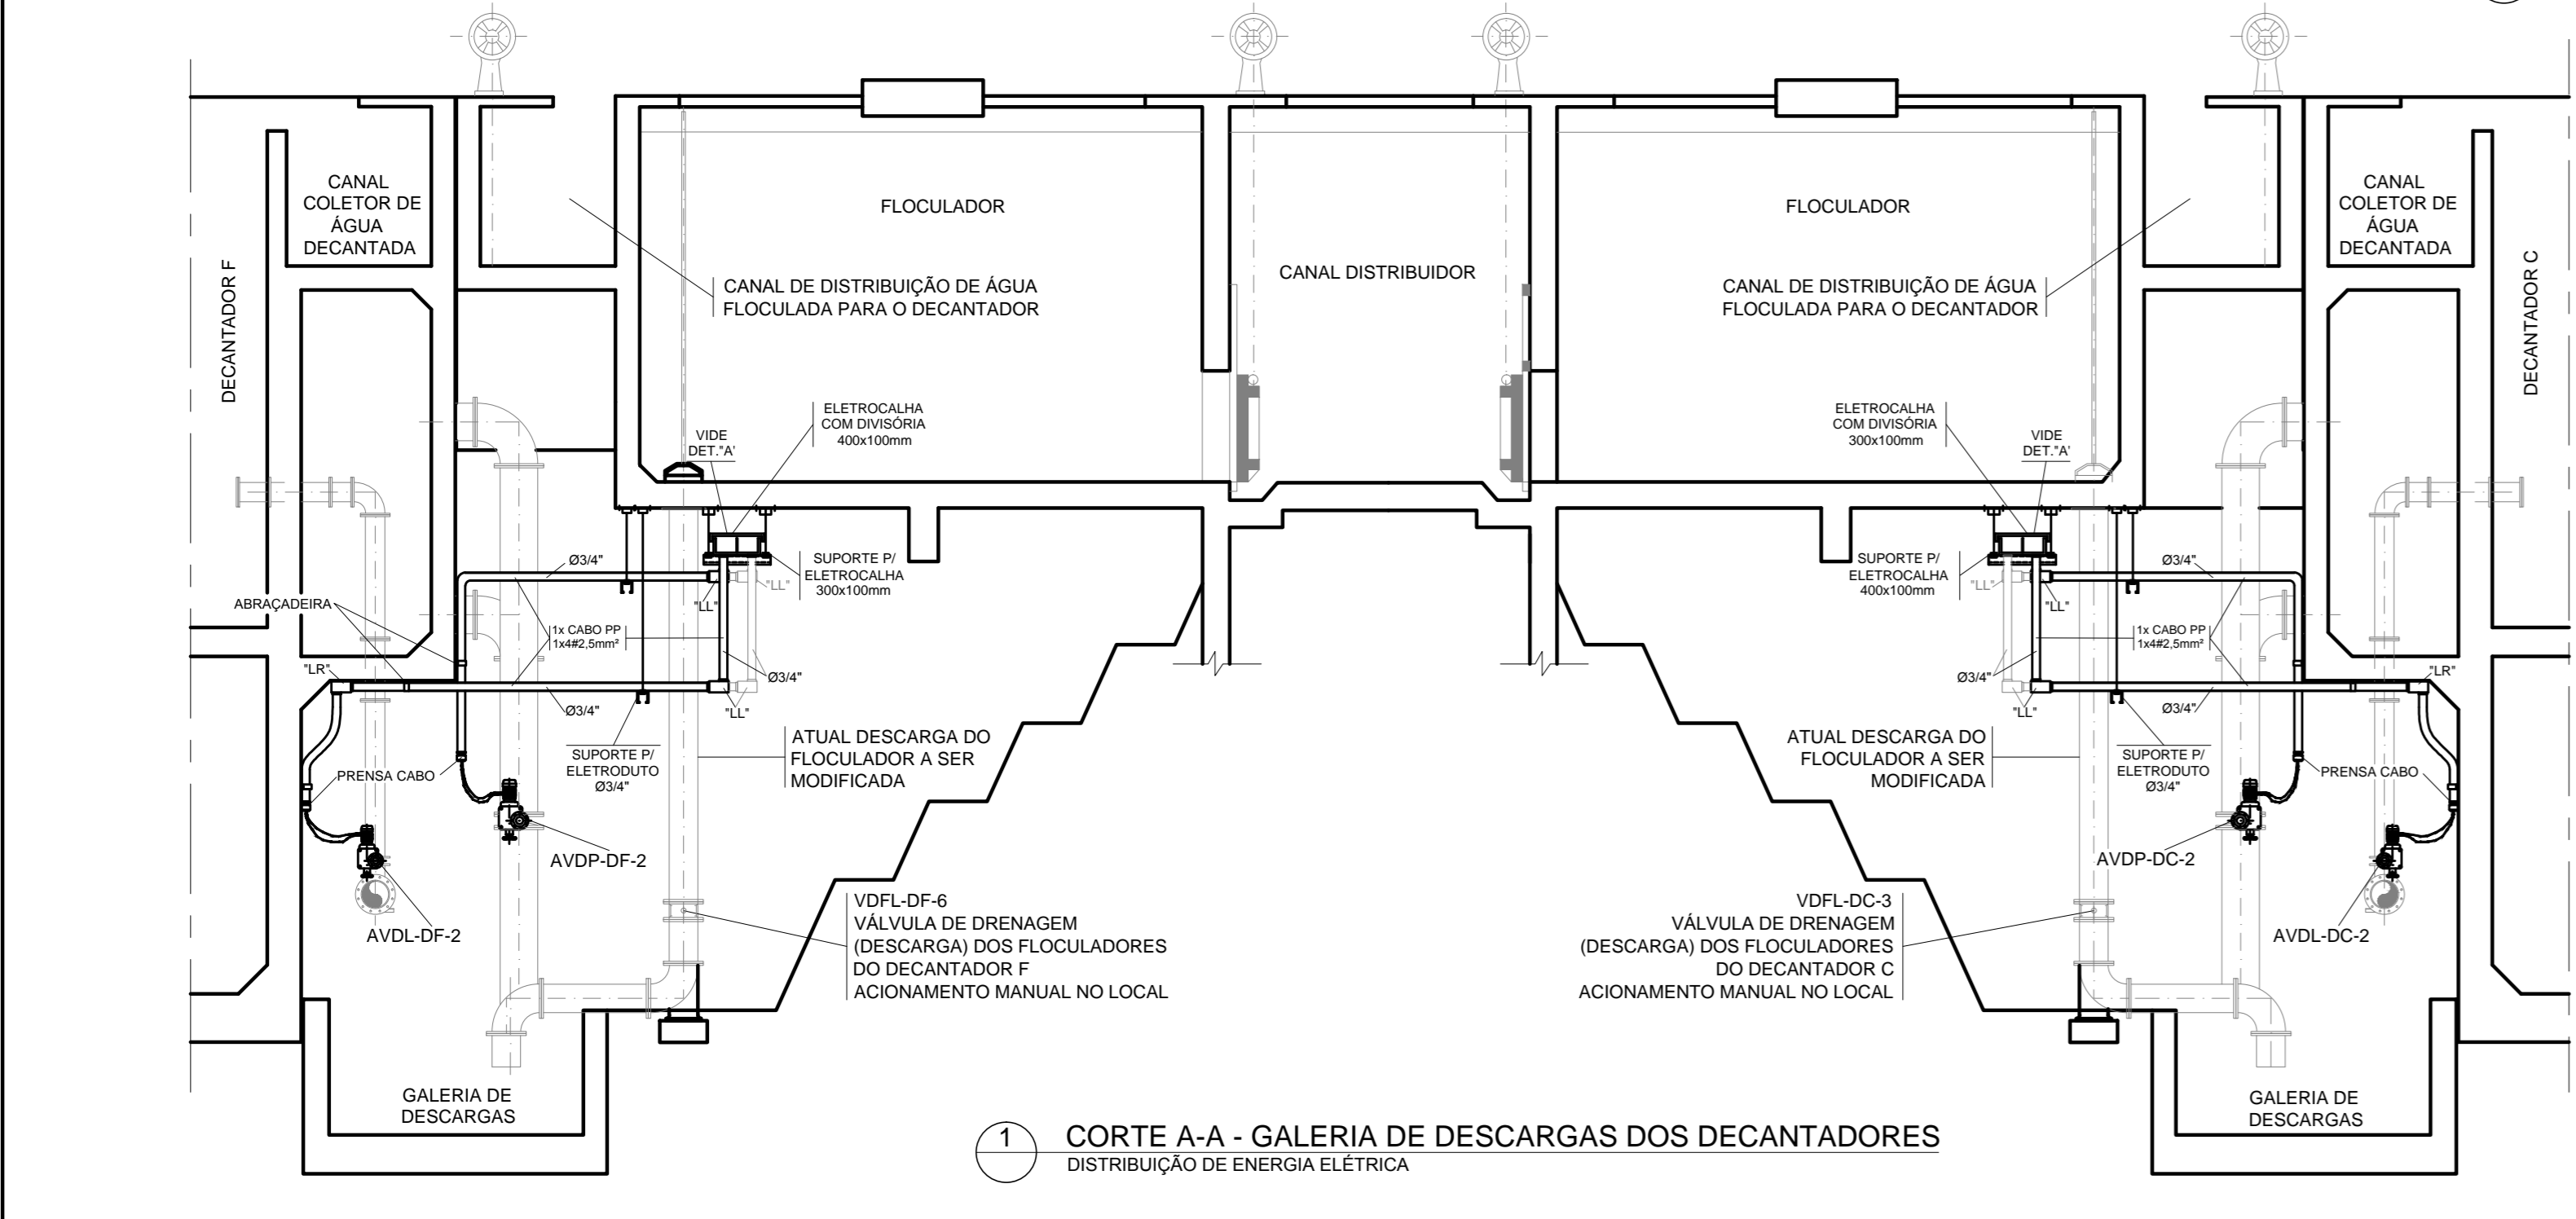 DECANTADOR F
CANAL
COLETOR DE
ÁGUA
DECANTADA
FLOCULADOR
CANAL DE DISTRIBUIÇÃO DE ÁGUA
FLOCULADA PARA O DECANTADOR
CANAL DISTRIBUIDOR
FLOCULADOR
CANAL DE DISTRIBUIÇÃO DE ÁGUA
FLOCULADA PARA O DECANTADOR
CANAL
COLETOR DE
ÁGUA
DECANTADA
DECANTADOR C
VIDE
DET."A'
ELETROCALHA
COM DIVISÓRIA
400x100mm
Ø3/4"
SUPORTE P/
ELETROCALHA
300x100mm
"LL"
"LL"
ABRAÇADEIRA
1x CABO PP
1x4#2,5mm²
"LR"
Ø3/4"
Ø3/4"
"LL"
SUPORTE P/
ELETRODUTO
Ø3/4"
PRENSA CABO
ATUAL DESCARGA DO
FLOCULADOR A SER
MODIFICADA
AVDP-DF-2
AVDL-DF-2
VDFL-DF-6
VÁLVULA DE DRENAGEM
(DESCARGA) DOS FLOCULADORES
DO DECANTADOR F
ACIONAMENTO MANUAL NO LOCAL
GALERIA DE
DESCARGAS
ELETROCALHA
COM DIVISÓRIA
300x100mm
VIDE
DET."A'
SUPORTE P/
ELETROCALHA
400x100mm
Ø3/4"
"LL"
"LL"
1x CABO PP
1x4#2,5mm²
"LR"
Ø3/4"
Ø3/4"
"LL"
ATUAL DESCARGA DO
FLOCULADOR A SER
MODIFICADA
SUPORTE P/
ELETRODUTO
Ø3/4"
PRENSA CABO
AVDP-DC-2
AVDL-DC-2
VDFL-DC-3
VÁLVULA DE DRENAGEM
(DESCARGA) DOS FLOCULADORES
DO DECANTADOR C
ACIONAMENTO MANUAL NO LOCAL
GALERIA DE
DESCARGAS
1
CORTE A-A - GALERIA DE DESCARGAS DOS DECANTADORES
DISTRIBUIÇÃO DE ENERGIA ELÉTRICA